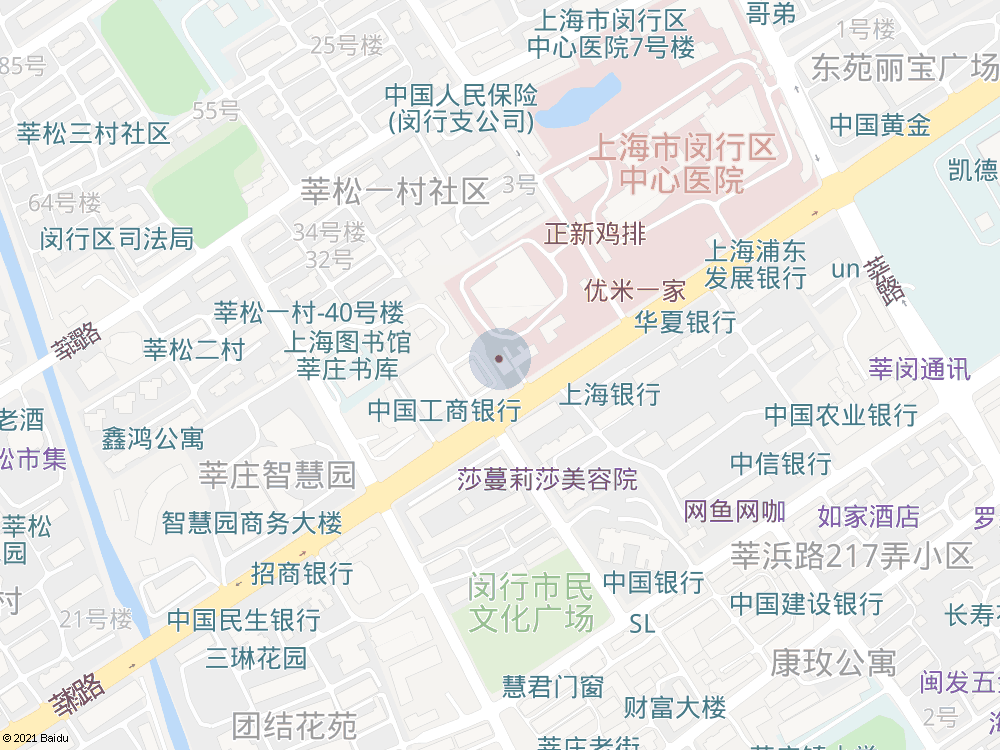 上海市闵行区
中心医院7号楼
哥弟
1号楼
25号楼
85号
东苑丽宝广场
中国人民保险
(闵行支公司)
55号
莘松三村社区
中国黄金
上海市闵行区
中心医院
凯德
莘松一村社区
3号
64号楼
34号楼
32号
闵行区司法局
正新鸡排
上海浦东
发展银行
un
优米一家
莘松一村-40号楼
华夏银行
上海图书馆
莘庄书库
莘松二村
莘闵通讯
中国工商银行
上海银行
中国农业银行
老酒
鑫鸿公寓
松市集
莘庄智慧园
中信银行
莎蔓莉莎美容院
网鱼网咖
如家酒店
罗
莘松
园
智慧园商务大楼
莘浜路217弄小区
招商银行
闵行市民
文化广场
中国银行
中国建设银行
村
21号楼
中国民生银行
SL
长寿
三琳花园
康玫公寓
慧君门窗
闽发五金
2号
财富大楼
团结花苑
莘庄老街
© 2021 Baidu